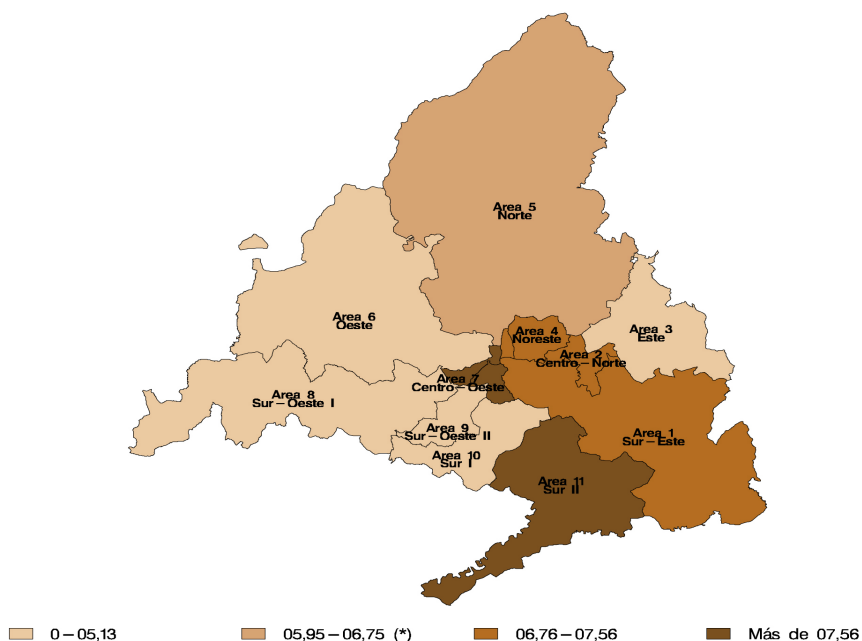 Area 5
Norte
Area 6
Oeste
Area 4
Noreste
Area 3
Este
Area 2
Centro–Norte
Area 7
Centro–Oeste
Area 8
Sur–Oeste I
Area 9
Sur–Oeste II
Area 1
Sur–Este
Area 10
Sur I
Area 11
Sur II
0–05,13
05,95–06,75 (*)
06,76–07,56
Más de 07,56